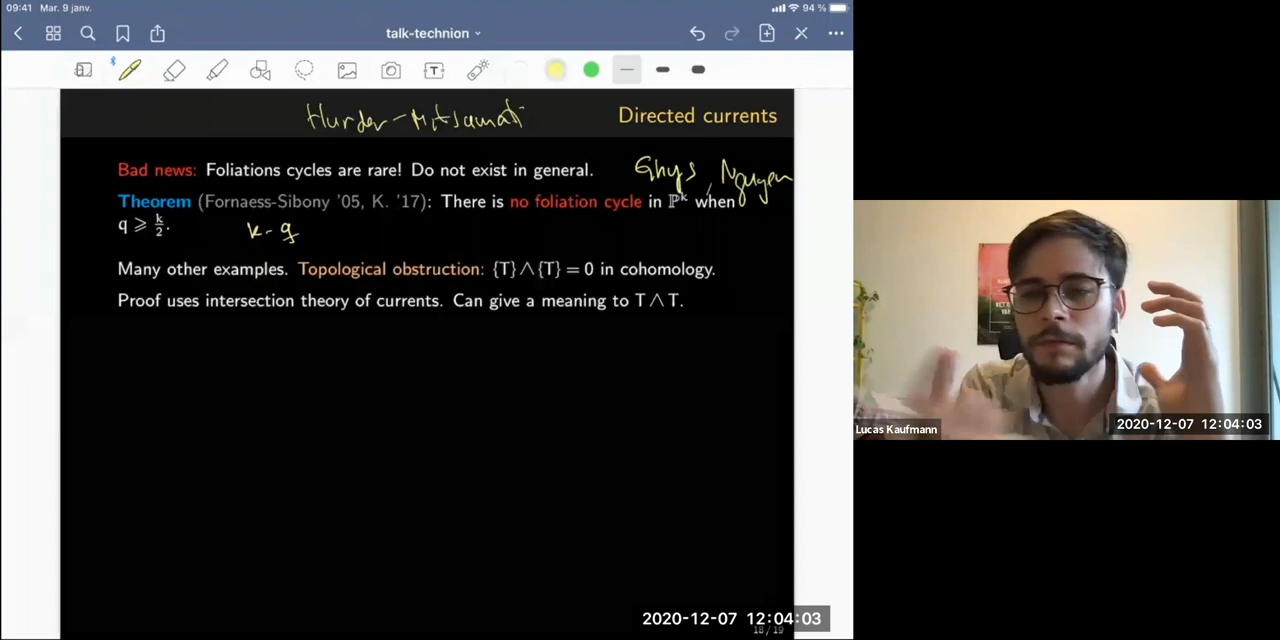 09:41 Mar. 9 janv.
94 %
talk-technion
Hurder-Mitsumatsu
Directed currents
Bad news: Foliations cycles are rare! Do not exist in general.
Ghys, Nguyen
Theorem (Fornaess-Sibony '05, K. '17): There is no foliation cycle in ℙᵏ when
q ⩾ k/2.
k - q
Many other examples. Topological obstruction: {T} ∧ {T} = 0 in cohomology.
Proof uses intersection theory of currents. Can give a meaning to T ∧ T.
Lucas Kaufmann
2020-12-07 12:04:03
2020-12-07 12:04:03
18 / 19